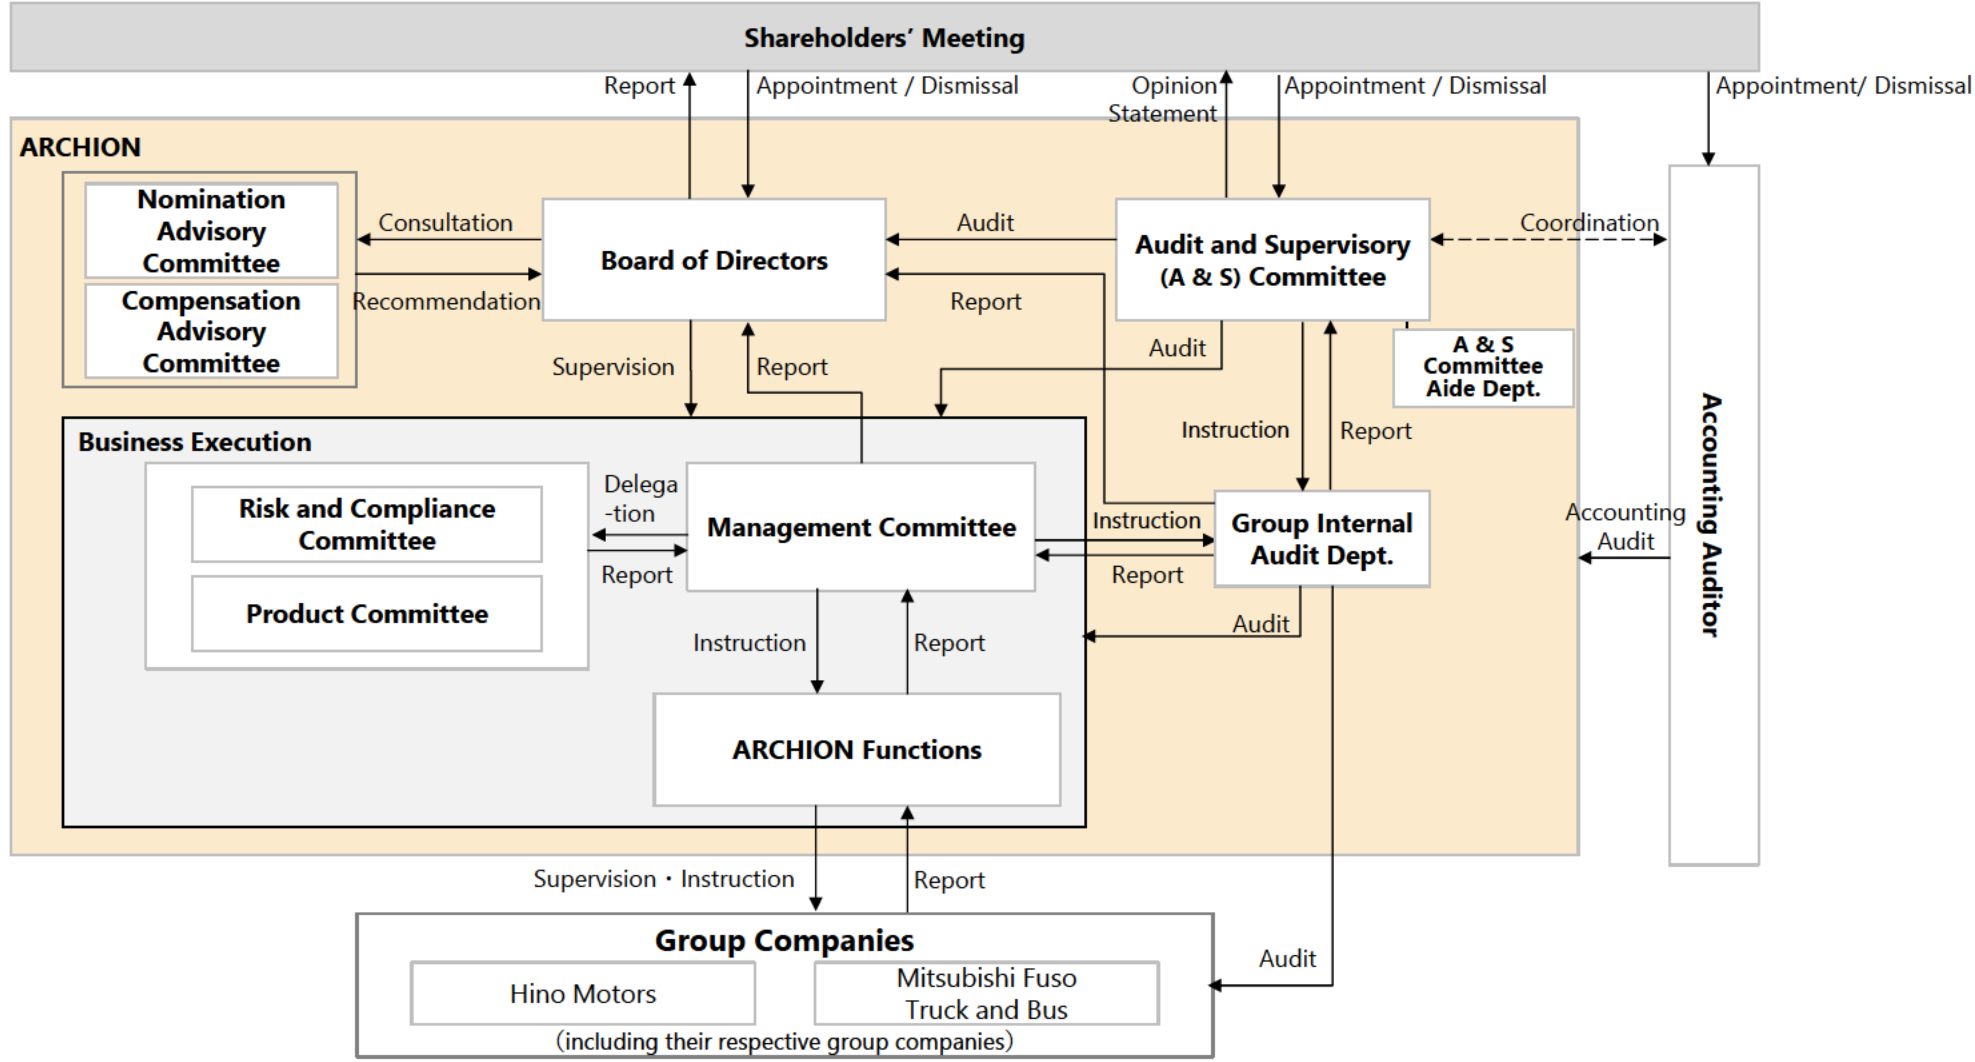 Shareholders’ Meeting
Report
Appointment / Dismissal
Opinion
Statement
Appointment / Dismissal
Appointment/ Dismissal
ARCHION
Nomination
Advisory
Committee
Compensation
Advisory
Committee
Consultation
Recommendation
Board of Directors
Audit
Report
Audit and Supervisory
(A & S) Committee
Coordination
A & S
Committee
Aide Dept.
Supervision
Report
Audit
Instruction
Report
Business Execution
Risk and Compliance
Committee
Product Committee
Delega
-tion
Report
Management Committee
Instruction
Report
Group Internal
Audit Dept.
Accounting
Audit
Accounting Auditor
Instruction
Report
Audit
ARCHION Functions
Supervision・Instruction
Report
Audit
Group Companies
Hino Motors
Mitsubishi Fuso
Truck and Bus
（including their respective group companies）